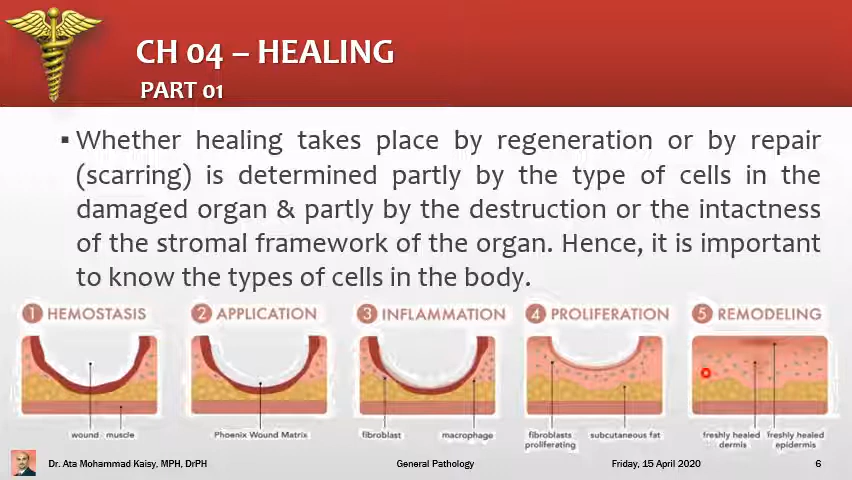 CH 04 – HEALING
PART 01
▪ Whether healing takes place by regeneration or by repair
(scarring) is determined partly by the type of cells in the
damaged organ & partly by the destruction or the intactness
of the stromal framework of the organ. Hence, it is important
to know the types of cells in the body.
1 HEMOSTASIS
2 APPLICATION
3 INFLAMMATION
4 PROLIFERATION
5 REMODELING
wound muscle
Phoenix Wound Matrix
fibroblast macrophage
fibroblasts
proliferating
subcutaneous fat
freshly healed
dermis
freshly healed
epidermis
Dr. Ata Mohammad Kaisy, MPH, DrPH General Pathology Friday, 15 April 2020 6